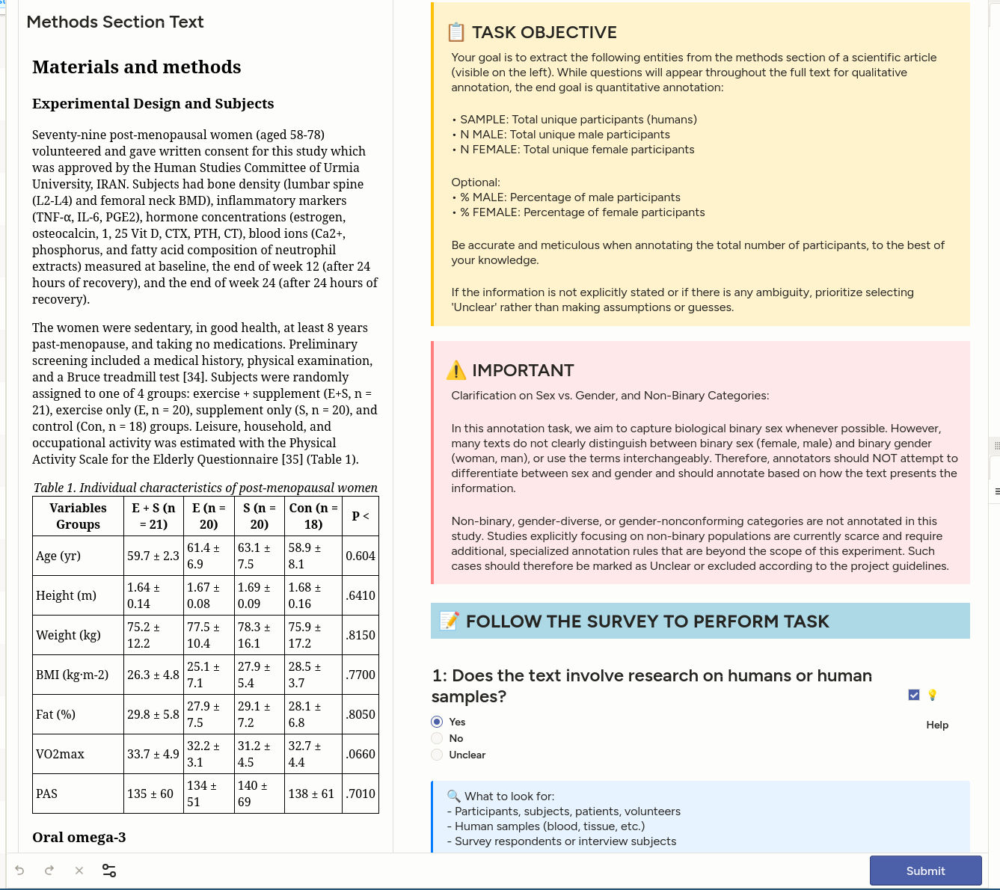 Methods Section Text
Materials and methods
Experimental Design and Subjects
Seventy-nine post-menopausal women (aged 58-78)
volunteered and gave written consent for this study which
was approved by the Human Studies Committee of Urmia
University, IRAN. Subjects had bone density (lumbar spine
(L2-L4) and femoral neck BMD), inflammatory markers
(TNF-α, IL-6, PGE2), hormone concentrations (estrogen,
osteocalcin, 1, 25 Vit D, CTX, PTH, CT), blood ions (Ca2+,
phosphorus, and fatty acid composition of neutrophil
extracts) measured at baseline, the end of week 12 (after 24
hours of recovery), and the end of week 24 (after 24 hours of
recovery).
The women were sedentary, in good health, at least 8 years
past-menopause, and taking no medications. Preliminary
screening included a medical history, physical examination,
and a Bruce treadmill test [34]. Subjects were randomly
assigned to one of 4 groups: exercise + supplement (E+S, n =
21), exercise only (E, n = 20), supplement only (S, n = 20), and
control (Con, n = 18) groups. Leisure, household, and
occupational activity was estimated with the Physical
Activity Scale for the Elderly Questionnaire [35] (Table 1).
Table 1. Individual characteristics of post-menopausal women
Variables Groups E + S (n = 21) E (n = 20) S (n = 20) Con (n = 18) P <
Age (yr) 59.7 ± 2.3 61.4 ± 6.9 63.1 ± 7.5 58.9 ± 8.1 0.604
Height (m) 1.64 ± 0.14 1.67 ± 0.08 1.69 ± 0.09 1.68 ± 0.16 .6410
Weight (kg) 75.2 ± 12.2 77.5 ± 10.4 78.3 ± 16.1 75.9 ± 17.2 .8150
BMI (kg·m-2) 26.3 ± 4.8 25.1 ± 7.1 27.9 ± 5.4 28.5 ± 3.7 .7700
Fat (%) 29.8 ± 5.8 27.9 ± 7.5 29.1 ± 7.2 28.1 ± 6.8 .8050
VO2max 33.7 ± 4.9 32.2 ± 3.1 31.2 ± 4.5 32.7 ± 4.4 .0660
PAS 135 ± 60 134 ± 51 140 ± 69 138 ± 61 .7010
Oral omega-3
📋 TASK OBJECTIVE
Your goal is to extract the following entities from the methods section of a scientific article
(visible on the left). While questions will appear throughout the full text for qualitative
annotation, the end goal is quantitative annotation:
• SAMPLE: Total unique participants (humans)
• N MALE: Total unique male participants
• N FEMALE: Total unique female participants
Optional:
• % MALE: Percentage of male participants
• % FEMALE: Percentage of female participants
Be accurate and meticulous when annotating the total number of participants, to the best of
your knowledge.
If the information is not explicitly stated or if there is any ambiguity, prioritize selecting
'Unclear' rather than making assumptions or guesses.
⚠️ IMPORTANT
Clarification on Sex vs. Gender, and Non-Binary Categories:
In this annotation task, we aim to capture biological binary sex whenever possible. However,
many texts do not clearly distinguish between binary sex (female, male) and binary gender
(woman, man), or use the terms interchangeably. Therefore, annotators should NOT attempt to
differentiate between sex and gender and should annotate based on how the text presents the
information.
Non-binary, gender-diverse, or gender-nonconforming categories are not annotated in this
study. Studies explicitly focusing on non-binary populations are currently scarce and require
additional, specialized annotation rules that are beyond the scope of this experiment. Such
cases should therefore be marked as Unclear or excluded according to the project guidelines.
📝 FOLLOW THE SURVEY TO PERFORM TASK
1: Does the text involve research on humans or human
samples?
Yes
No
Unclear
💡
Help
🔍 What to look for:
- Participants, subjects, patients, volunteers
- Human samples (blood, tissue, etc.)
- Survey respondents or interview subjects
Submit